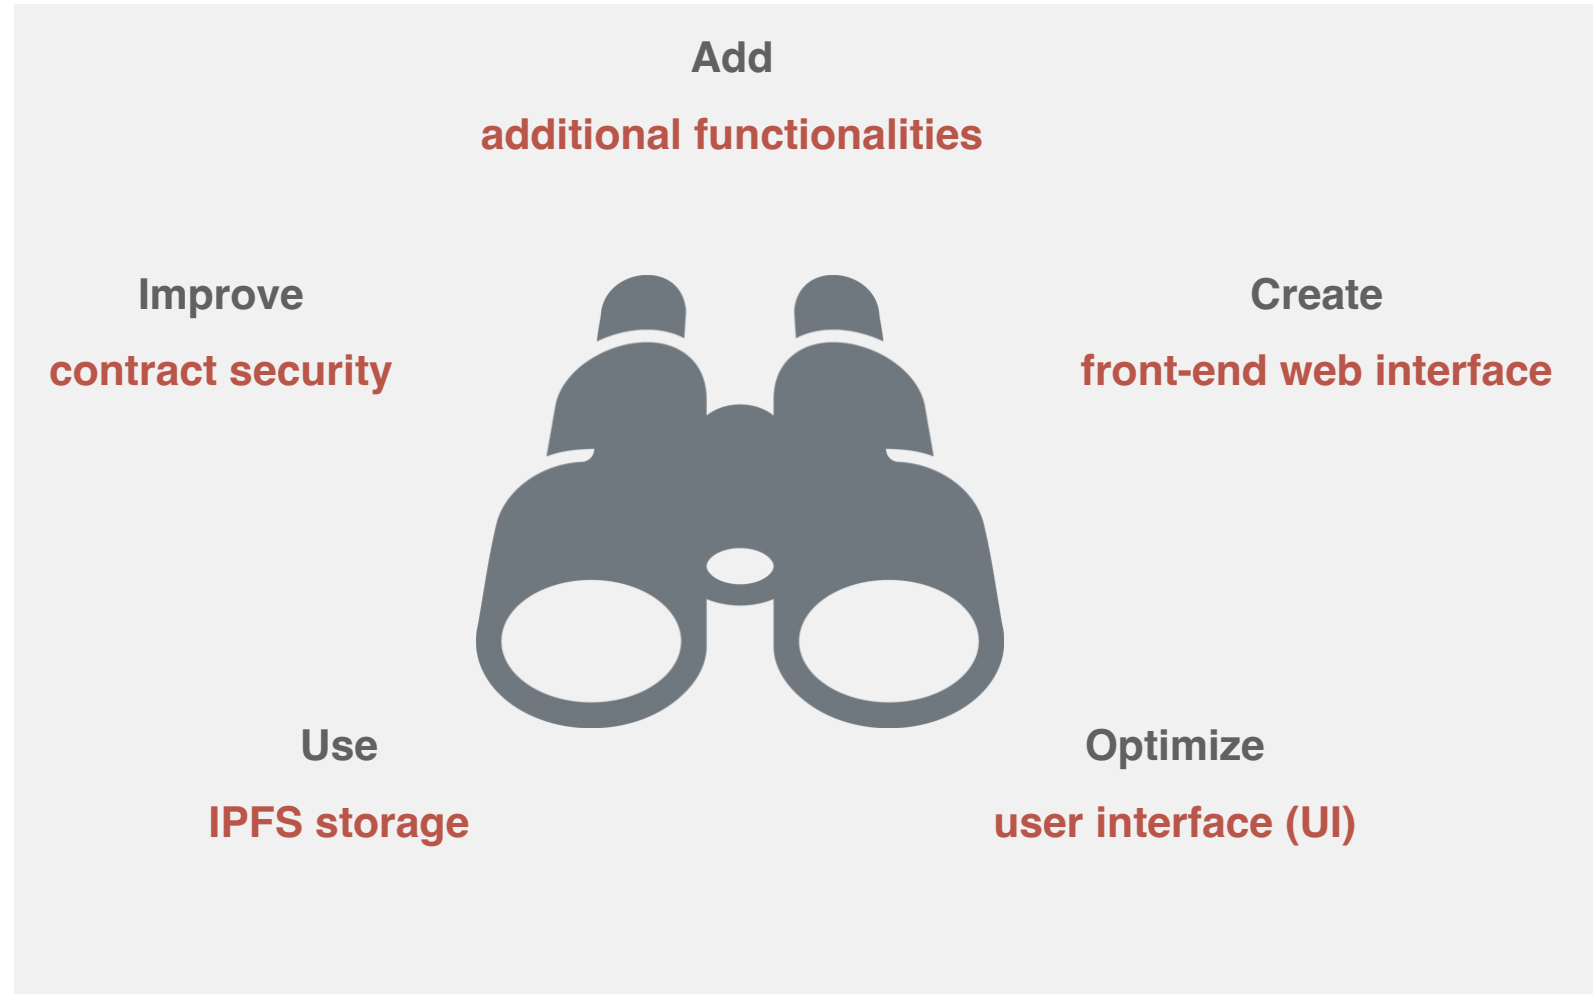 Add
additional functionalities
Improve
contract security
Create
front-end web interface
Use
IPFS storage
Optimize
user interface (UI)